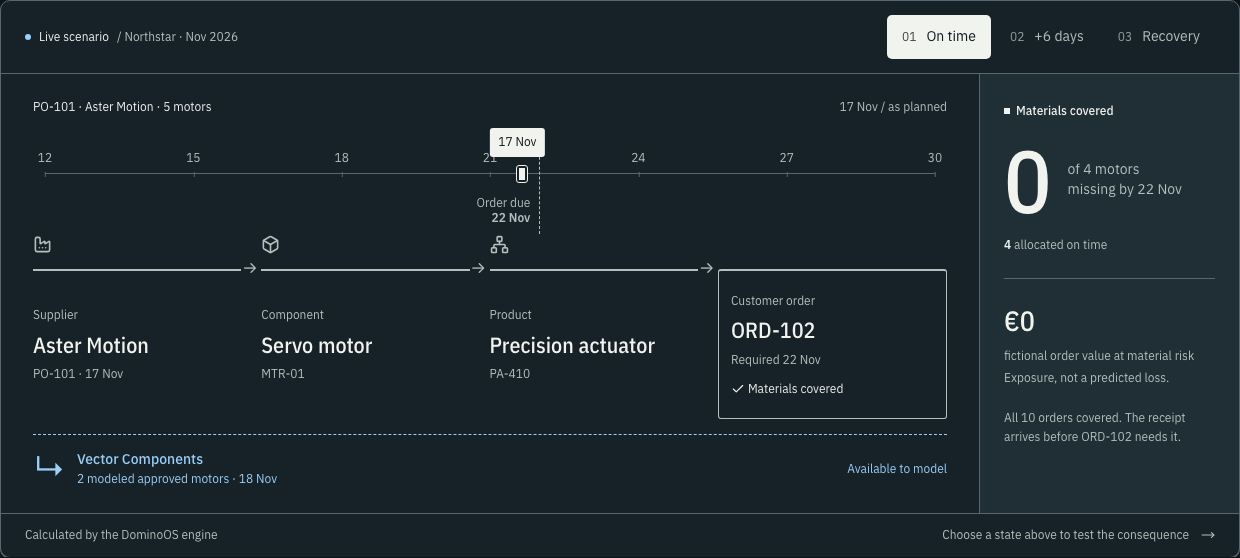 Live scenario / Northstar · Nov 2026
01 On time
02 +6 days
03 Recovery
PO-101 · Aster Motion · 5 motors
17 Nov / as planned
17 Nov
12 15 18 21 24 27 30
Order due
22 Nov
Supplier
Aster Motion
PO-101 · 17 Nov
Component
Servo motor
MTR-01
Product
Precision actuator
PA-410
Customer order
ORD-102
Required 22 Nov
Materials covered
Vector Components
2 modeled approved motors · 18 Nov
Available to model
Materials covered
0
of 4 motors
missing by 22 Nov
4 allocated on time
€0
fictional order value at material risk
Exposure, not a predicted loss.
All 10 orders covered. The receipt
arrives before ORD-102 needs it.
Calculated by the DominoOS engine
Choose a state above to test the consequence